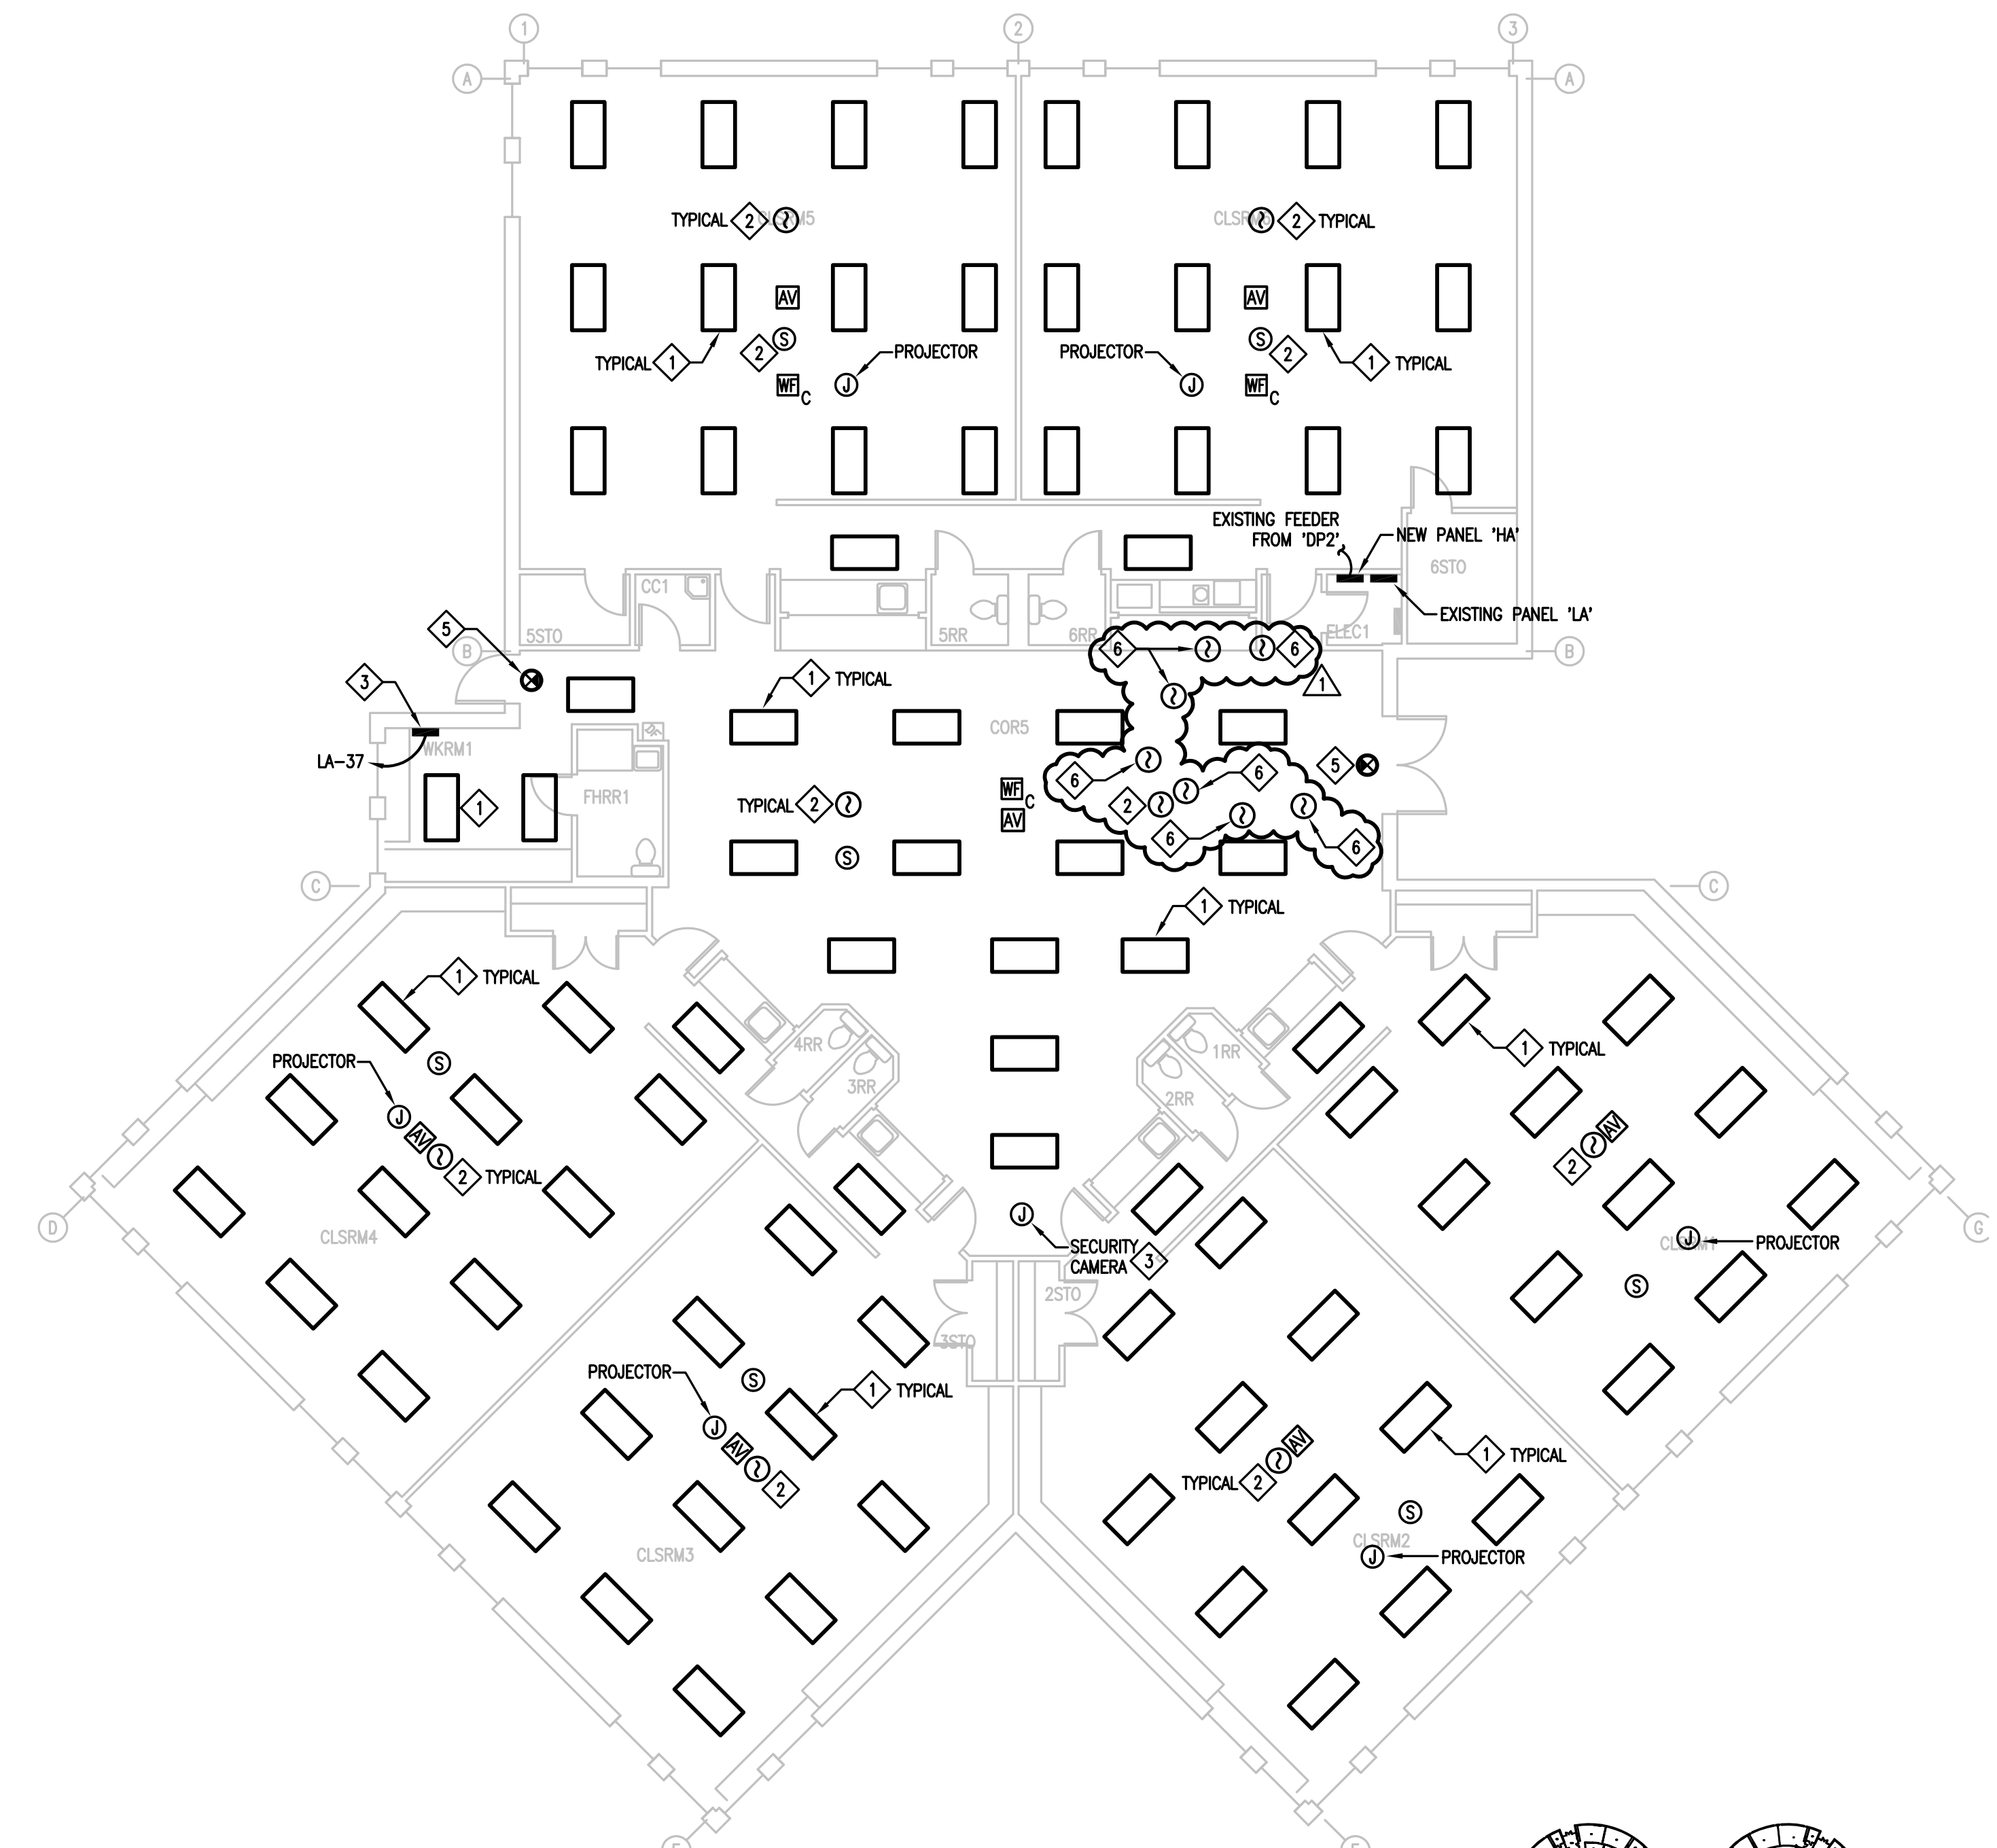 1
2
3
A
A
CLSRM5
CLSRM6
TYPICAL 2
2 TYPICAL
AV
AV
S
S
2
2
TYPICAL 1
1 TYPICAL
PROJECTOR
PROJECTOR
WF C
J
J
WF C
EXISTING FEEDER
FROM 'DP2'
NEW PANEL 'HA'
6STO
CC1
EXISTING PANEL 'LA'
5
5STO
5RR
6RR
ELEC1
B
B
6
6
1
3
1 TYPICAL
COR5
WKRM1
LA-37
5
6
6
FHRR1
WF C
1
TYPICAL 2
2
AV
6
6
S
C
C
1 TYPICAL
1 TYPICAL
4RR
1RR
1 TYPICAL
PROJECTOR
S
3RR
2RR
J
AV
AV
2
2 TYPICAL
D
G
CLSRM4
J
SECURITY
CAMERA 3
CLSRM1
J
PROJECTOR
S
2STO
3STO
PROJECTOR
S
1 TYPICAL
J
AV
2
AV
TYPICAL 2
1 TYPICAL
S
CLSRM2
CLSRM3
J
PROJECTOR